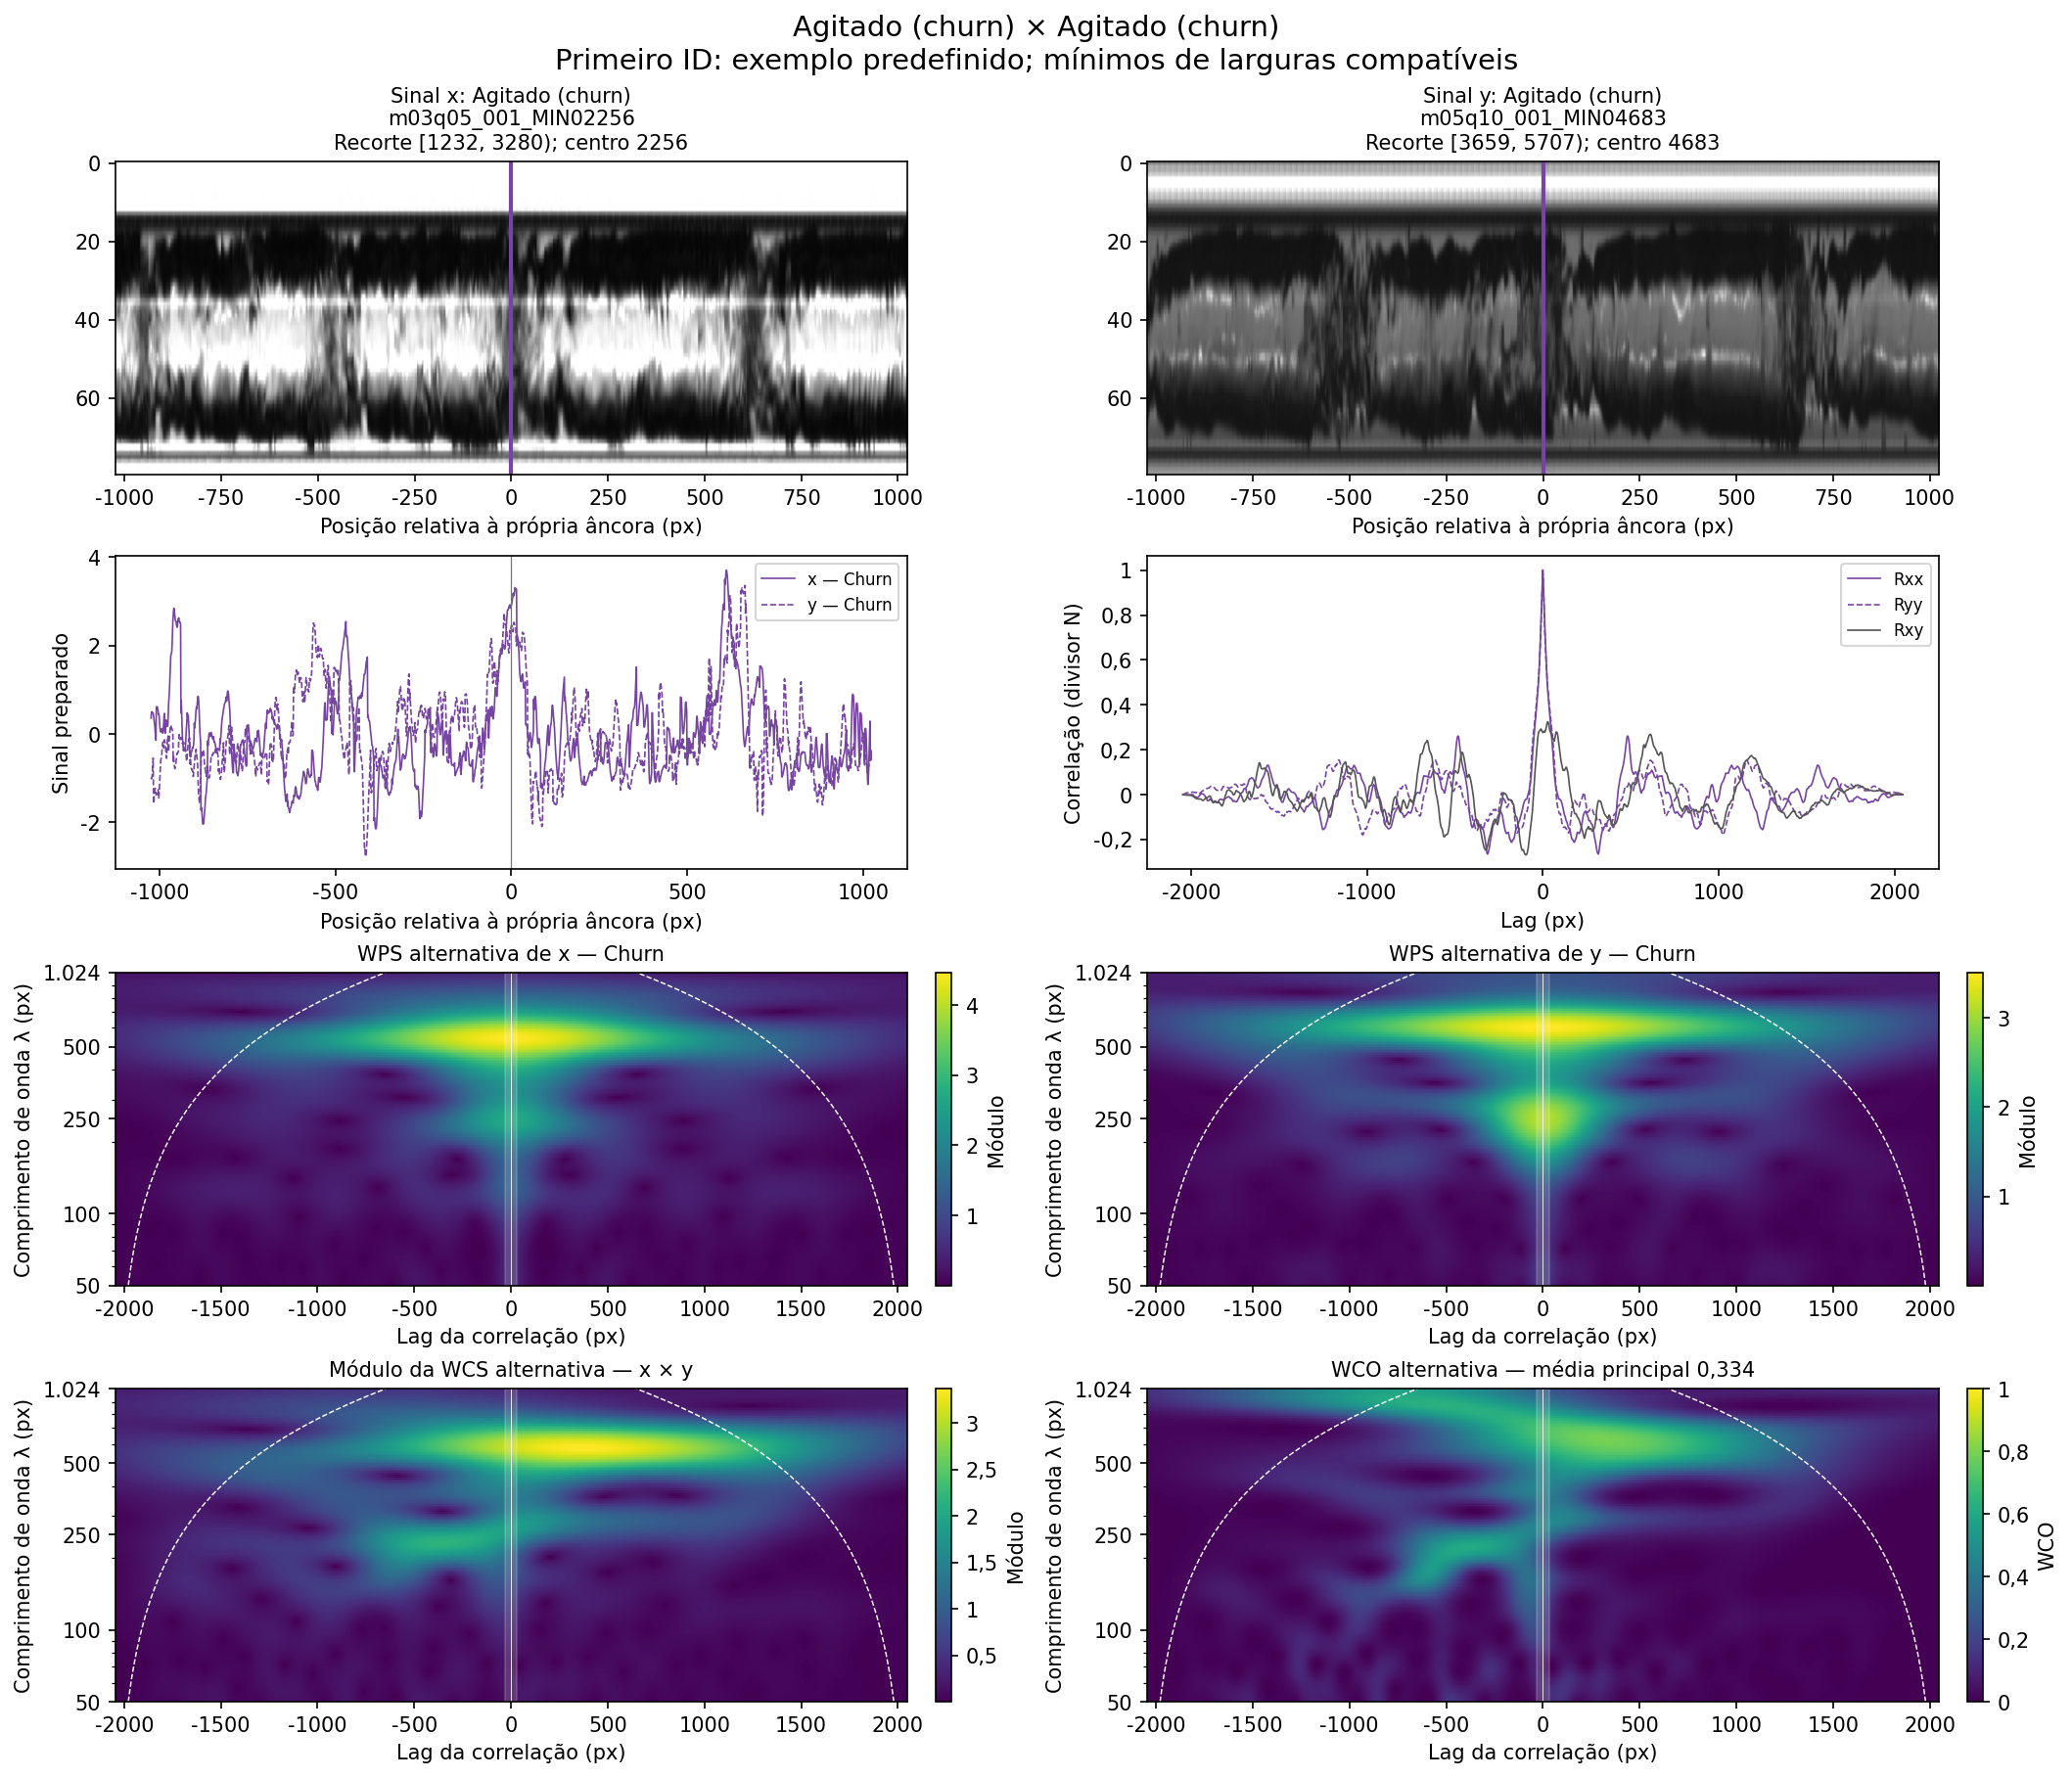 Agitado (churn) × Agitado (churn)
Primeiro ID: exemplo predefinido; mínimos de larguras compatíveis
Sinal x: Agitado (churn)
m03q05_001_MIN02256
Recorte [1232, 3280); centro 2256
0
20
40
60
-1000 -750 -500 -250 0 250 500 750 1000
Posição relativa à própria âncora (px)
Sinal y: Agitado (churn)
m05q10_001_MIN04683
Recorte [3659, 5707); centro 4683
0
20
40
60
-1000 -750 -500 -250 0 250 500 750 1000
Posição relativa à própria âncora (px)
Sinal preparado
4
2
0
-2
x — Churn
y — Churn
-1000 -500 0 500 1000
Posição relativa à própria âncora (px)
Correlação (divisor N)
1
0,8
0,6
0,4
0,2
0
-0,2
Rxx
Ryy
Rxy
-2000 -1000 0 1000 2000
Lag (px)
WPS alternativa de x — Churn
Comprimento de onda λ (px)
1.024
500
250
100
50
-2000 -1500 -1000 -500 0 500 1000 1500 2000
Lag da correlação (px)
4
3
2
1
Módulo
WPS alternativa de y — Churn
Comprimento de onda λ (px)
1.024
500
250
100
50
-2000 -1500 -1000 -500 0 500 1000 1500 2000
Lag da correlação (px)
3
2
1
Módulo
Módulo da WCS alternativa — x × y
Comprimento de onda λ (px)
1.024
500
250
100
50
-2000 -1500 -1000 -500 0 500 1000 1500 2000
Lag da correlação (px)
3
2,5
2
1,5
1
0,5
Módulo
WCO alternativa — média principal 0,334
Comprimento de onda λ (px)
1.024
500
250
100
50
-2000 -1500 -1000 -500 0 500 1000 1500 2000
Lag da correlação (px)
1
0,8
0,6
0,4
0,2
0
WCO